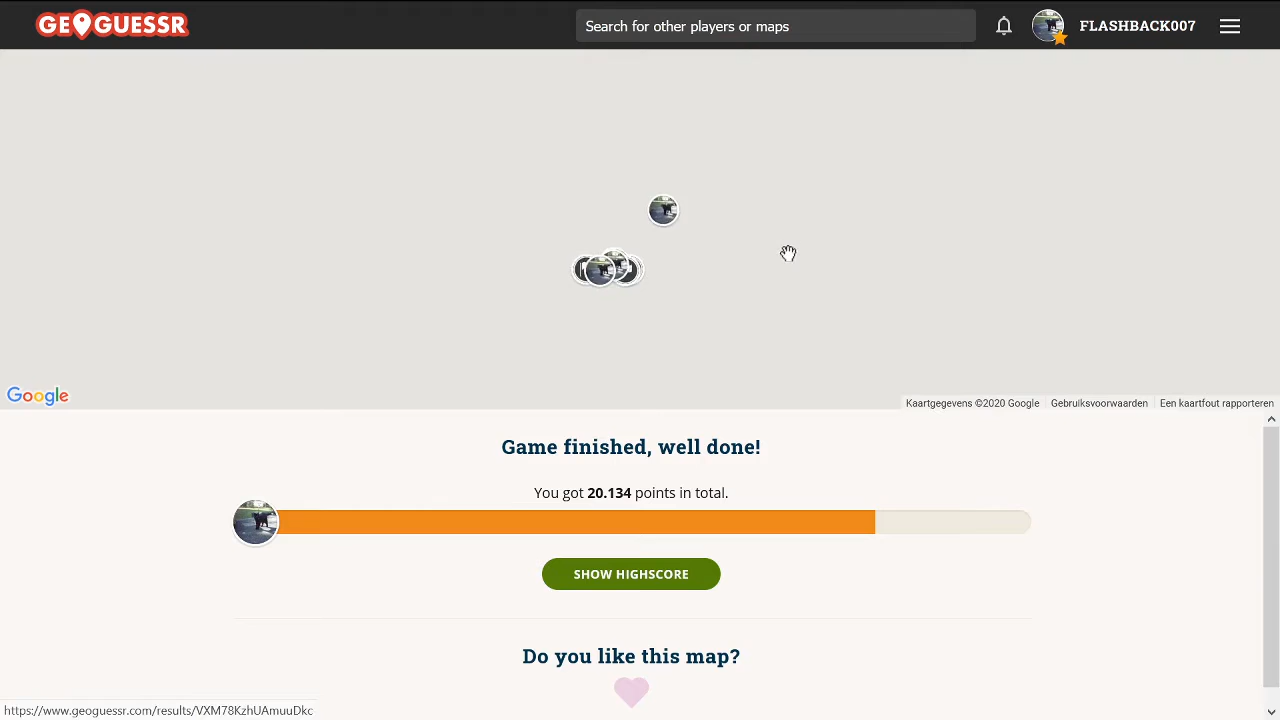 GEOGUESSR
Search for other players or maps
FLASHBACK007
Google
Kaartgegevens ©2020 Google
Gebruiksvoorwaarden
Een kaartfout rapporteren
Game finished, well done!
You got 20.134 points in total.
SHOW HIGHSCORE
Do you like this map?
https://www.geoguessr.com/results/VXM78KzhUAmuuDkc